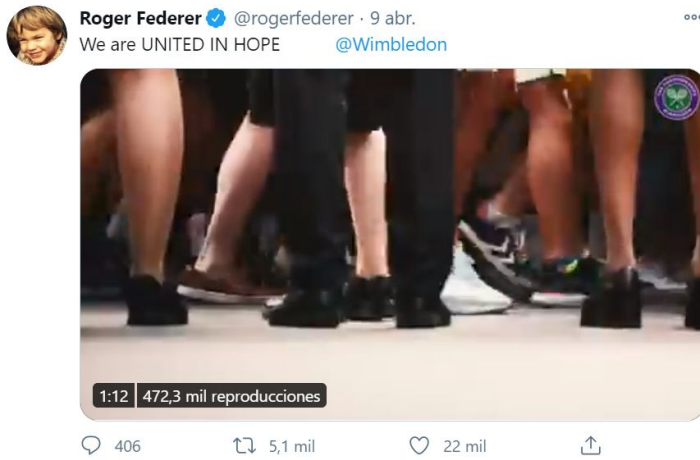 Roger Federer @rogerfederer · 9 abr.
We are UNITED IN HOPE @Wimbledon
1:12 472,3 mil reproducciones
406 5,1 mil 22 mil